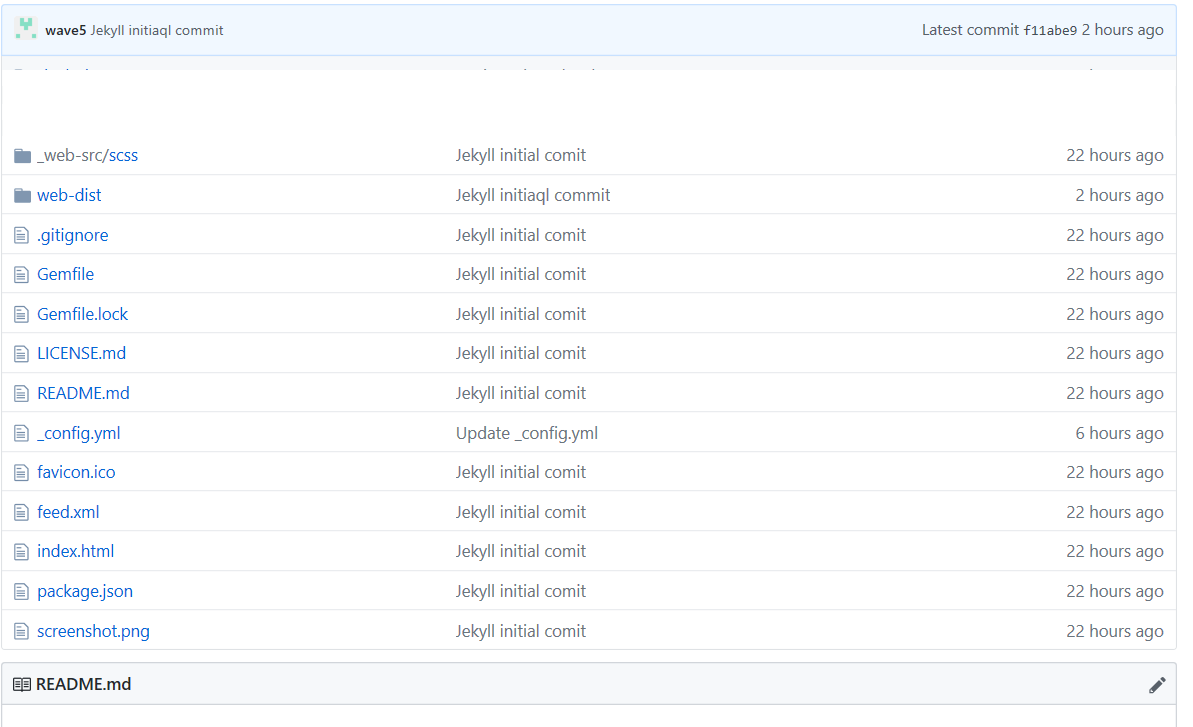 wave5 Jekyll initiaql commit Latest commit f11abe9 2 hours ago
_web-src/scss Jekyll initial comit 22 hours ago
web-dist Jekyll initiaql commit 2 hours ago
.gitignore Jekyll initial comit 22 hours ago
Gemfile Jekyll initial comit 22 hours ago
Gemfile.lock Jekyll initial comit 22 hours ago
LICENSE.md Jekyll initial comit 22 hours ago
README.md Jekyll initial comit 22 hours ago
_config.yml Update _config.yml 6 hours ago
favicon.ico Jekyll initial comit 22 hours ago
feed.xml Jekyll initial comit 22 hours ago
index.html Jekyll initial comit 22 hours ago
package.json Jekyll initial comit 22 hours ago
screenshot.png Jekyll initial comit 22 hours ago
README.md